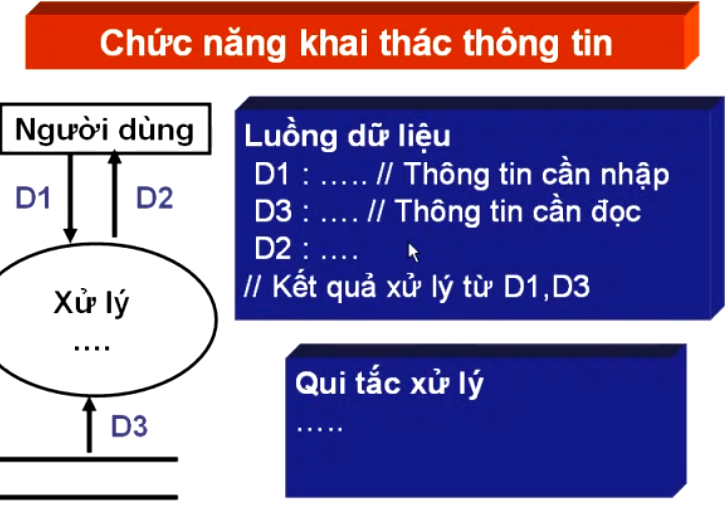 Chức năng khai thác thông tin
Người dùng
D1
D2
Xử lý
....
D3
Luồng dữ liệu
D1 : ..... // Thông tin cần nhập
D3 : .... // Thông tin cần đọc
D2 : ....
// Kết quả xử lý từ D1,D3
Qui tắc xử lý
.....